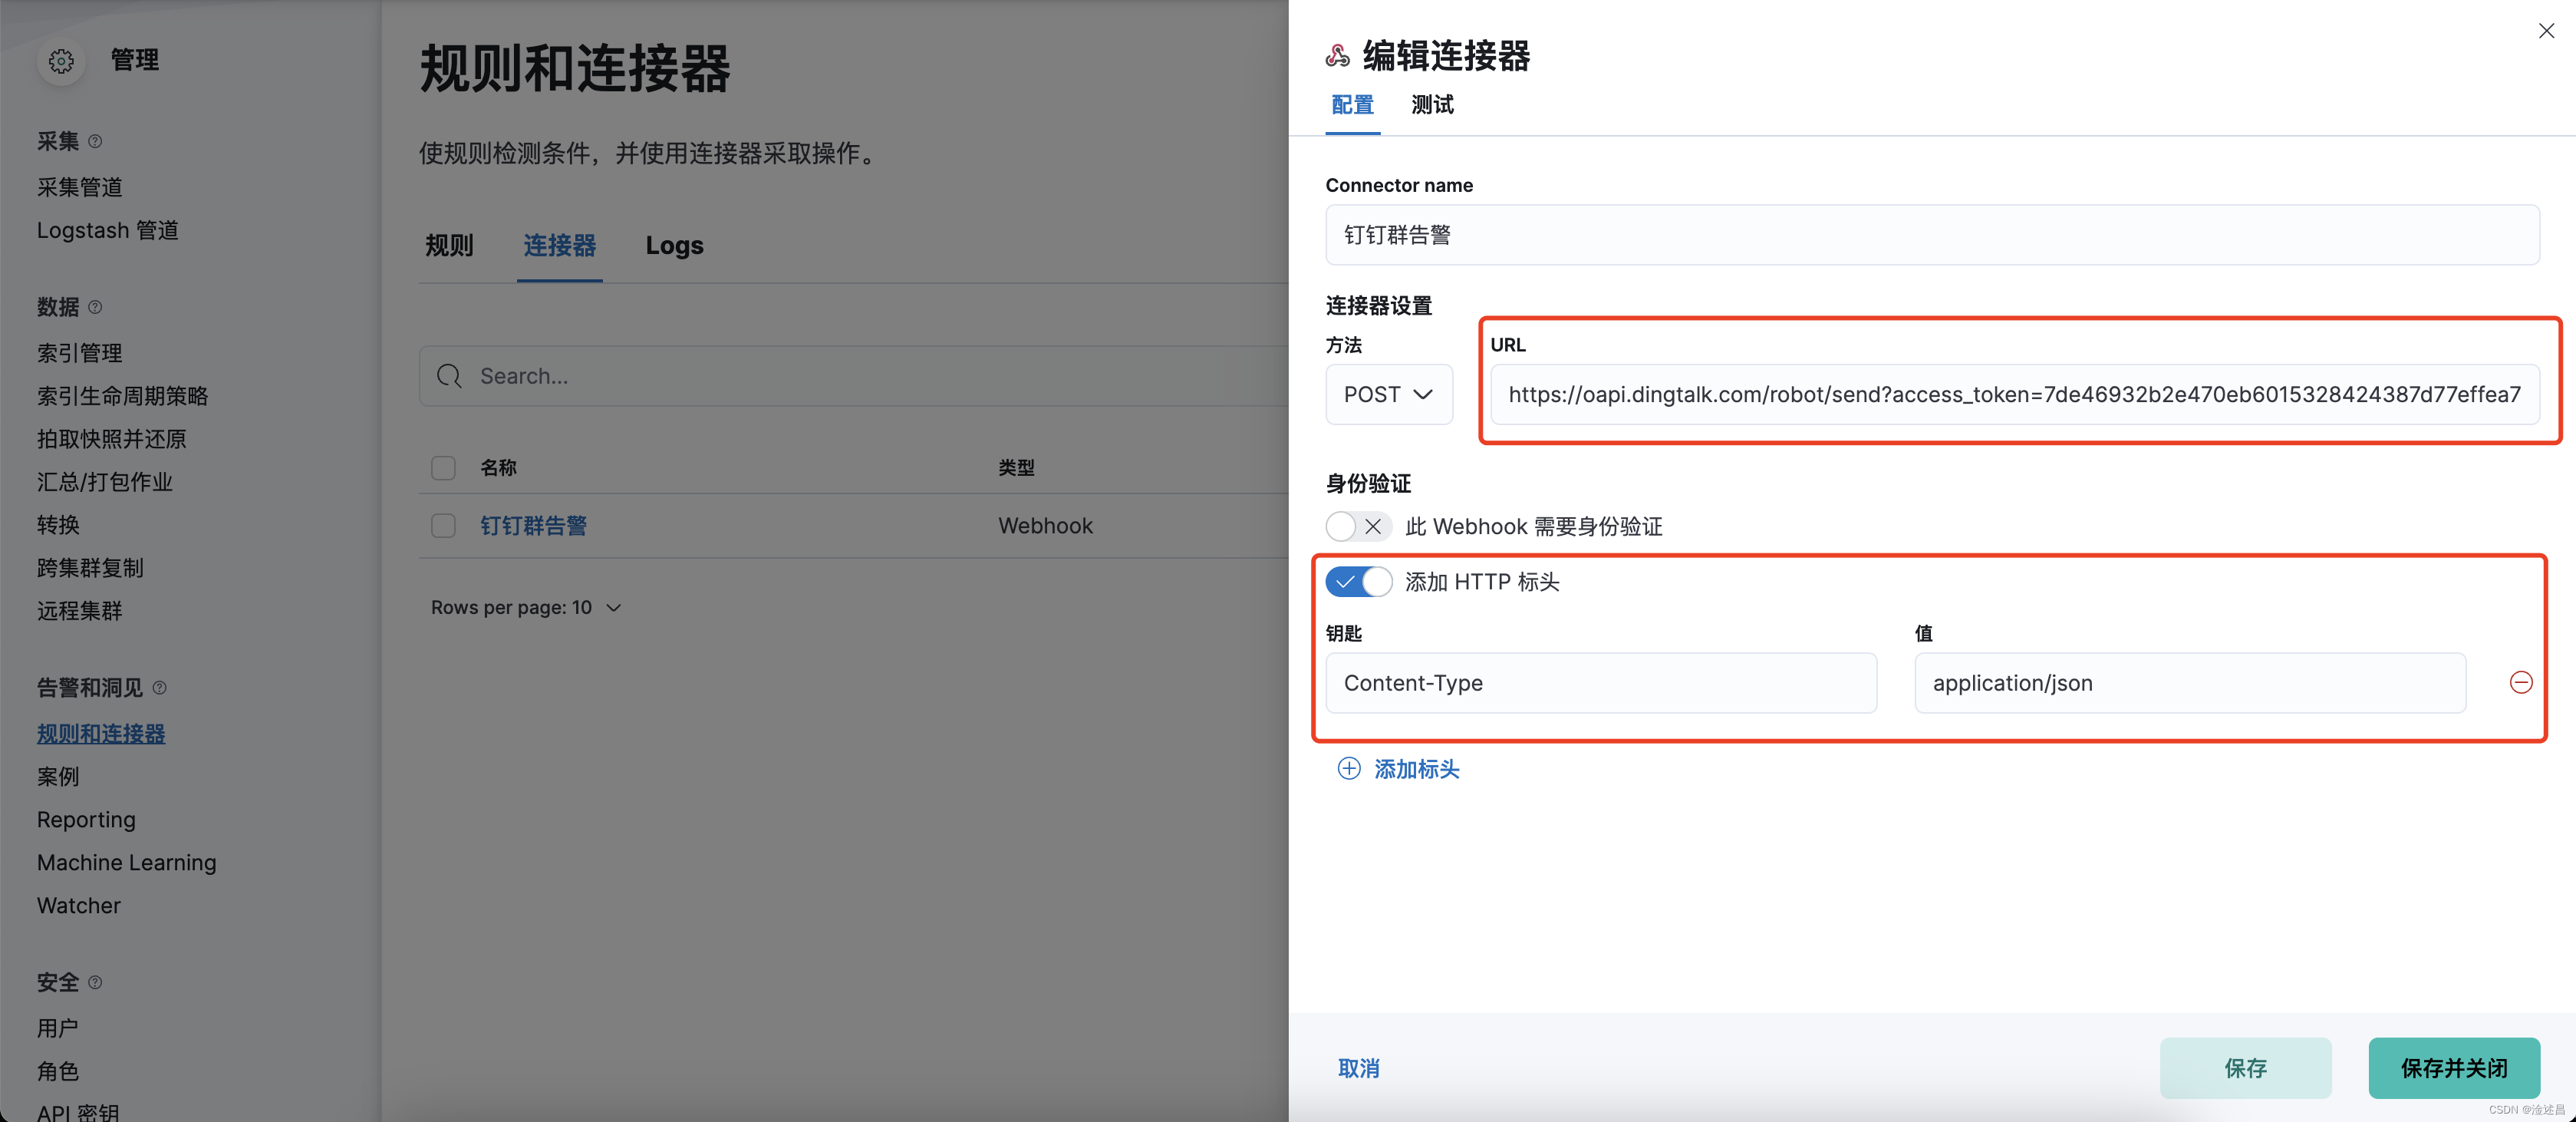 管理
采集
采集管道
Logstash 管道
数据
索引管理
索引生命周期策略
拍取快照并还原
汇总/打包作业
转换
跨集群复制
远程集群
告警和洞见
规则和连接器
案例
Reporting
Machine Learning
Watcher
安全
用户
角色
API 密钥
规则和连接器
使规则检测条件，并使用连接器采取操作。
规则 连接器 Logs
Search...
名称 类型
钉钉群告警 Webhook
Rows per page: 10
编辑连接器
配置 测试
Connector name
钉钉群告警
连接器设置
方法 URL
POST https://oapi.dingtalk.com/robot/send?access_token=7de46932b2e470eb6015328424387d77effea7
身份验证
此 Webhook 需要身份验证
添加 HTTP 标头
钥匙 值
Content-Type application/json
添加标头
取消 保存 保存并关闭
CSDN @淦述昌